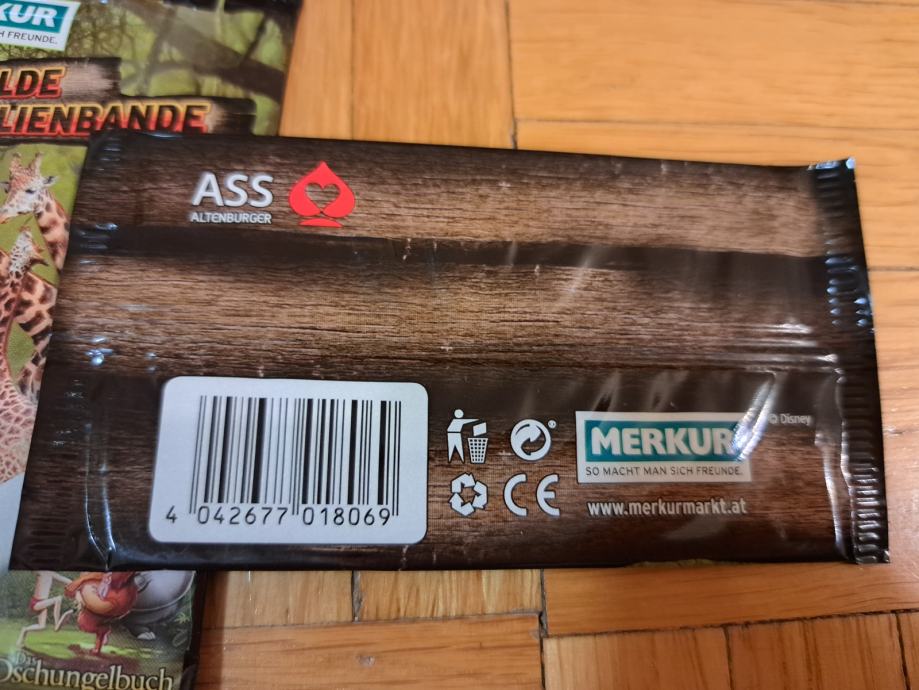 KUR
H FREUNDE.
LDE
LIENBANDE
ASS
ALTENBURGER
4 042677 018069
CE
MERKUR
SO MACHT MAN SICH FREUNDE.
© Disney
www.merkurmarkt.at
Das
Dschungelbuch